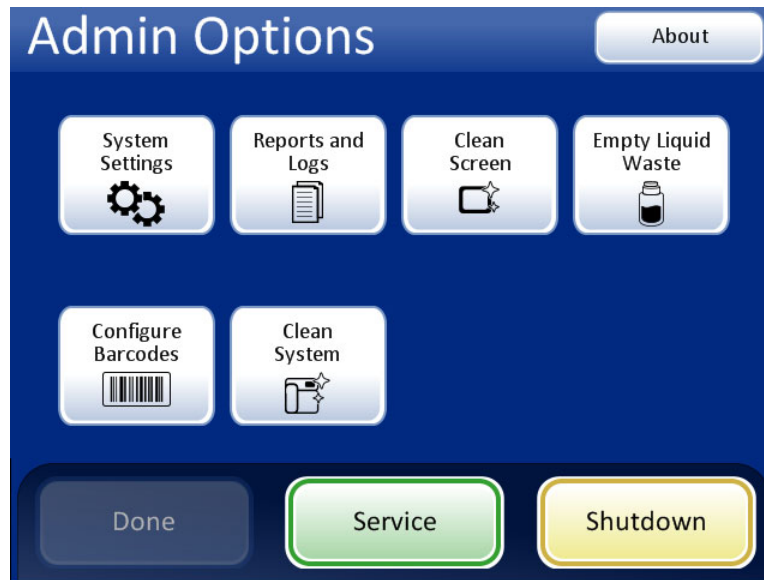 Admin Options
About
System
Settings
Reports and
Logs
Clean
Screen
Empty Liquid
Waste
Configure
Barcodes
Clean
System
Done
Service
Shutdown